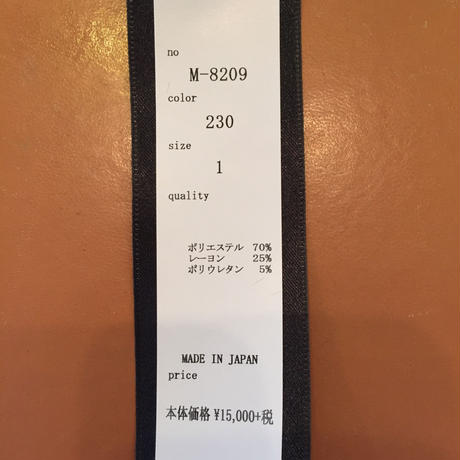 no
M-8209
color
230
size
1
quality
ポリエステル 70%
レーヨン 25%
ポリウレタン 5%
MADE IN JAPAN
price
本体価格 ¥15,000+税